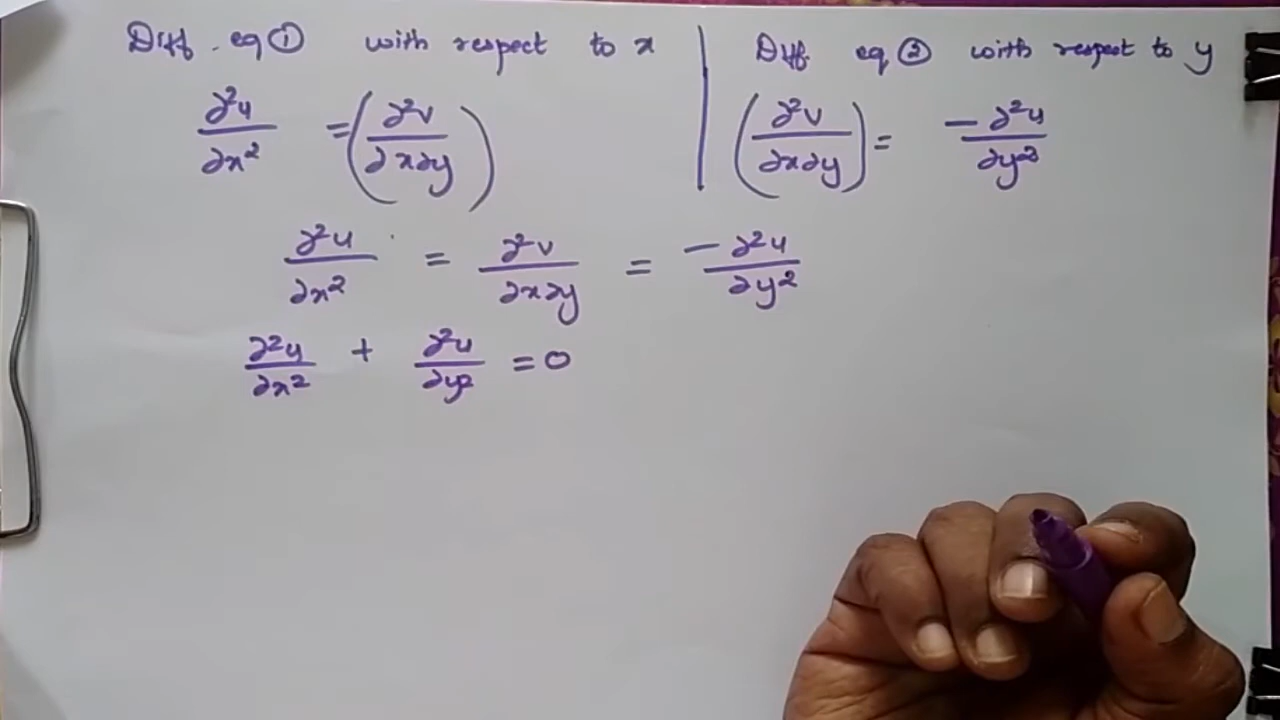 Diff. eq ① with respect to x | Diff eq ② with respect to y
∂²u/∂x² = (∂²v/∂x∂y) | (∂²v/∂x∂y) = -∂²u/∂y²
∂²u/∂x² = ∂²v/∂x∂y = -∂²u/∂y²
∂²u/∂x² + ∂²u/∂y² = 0